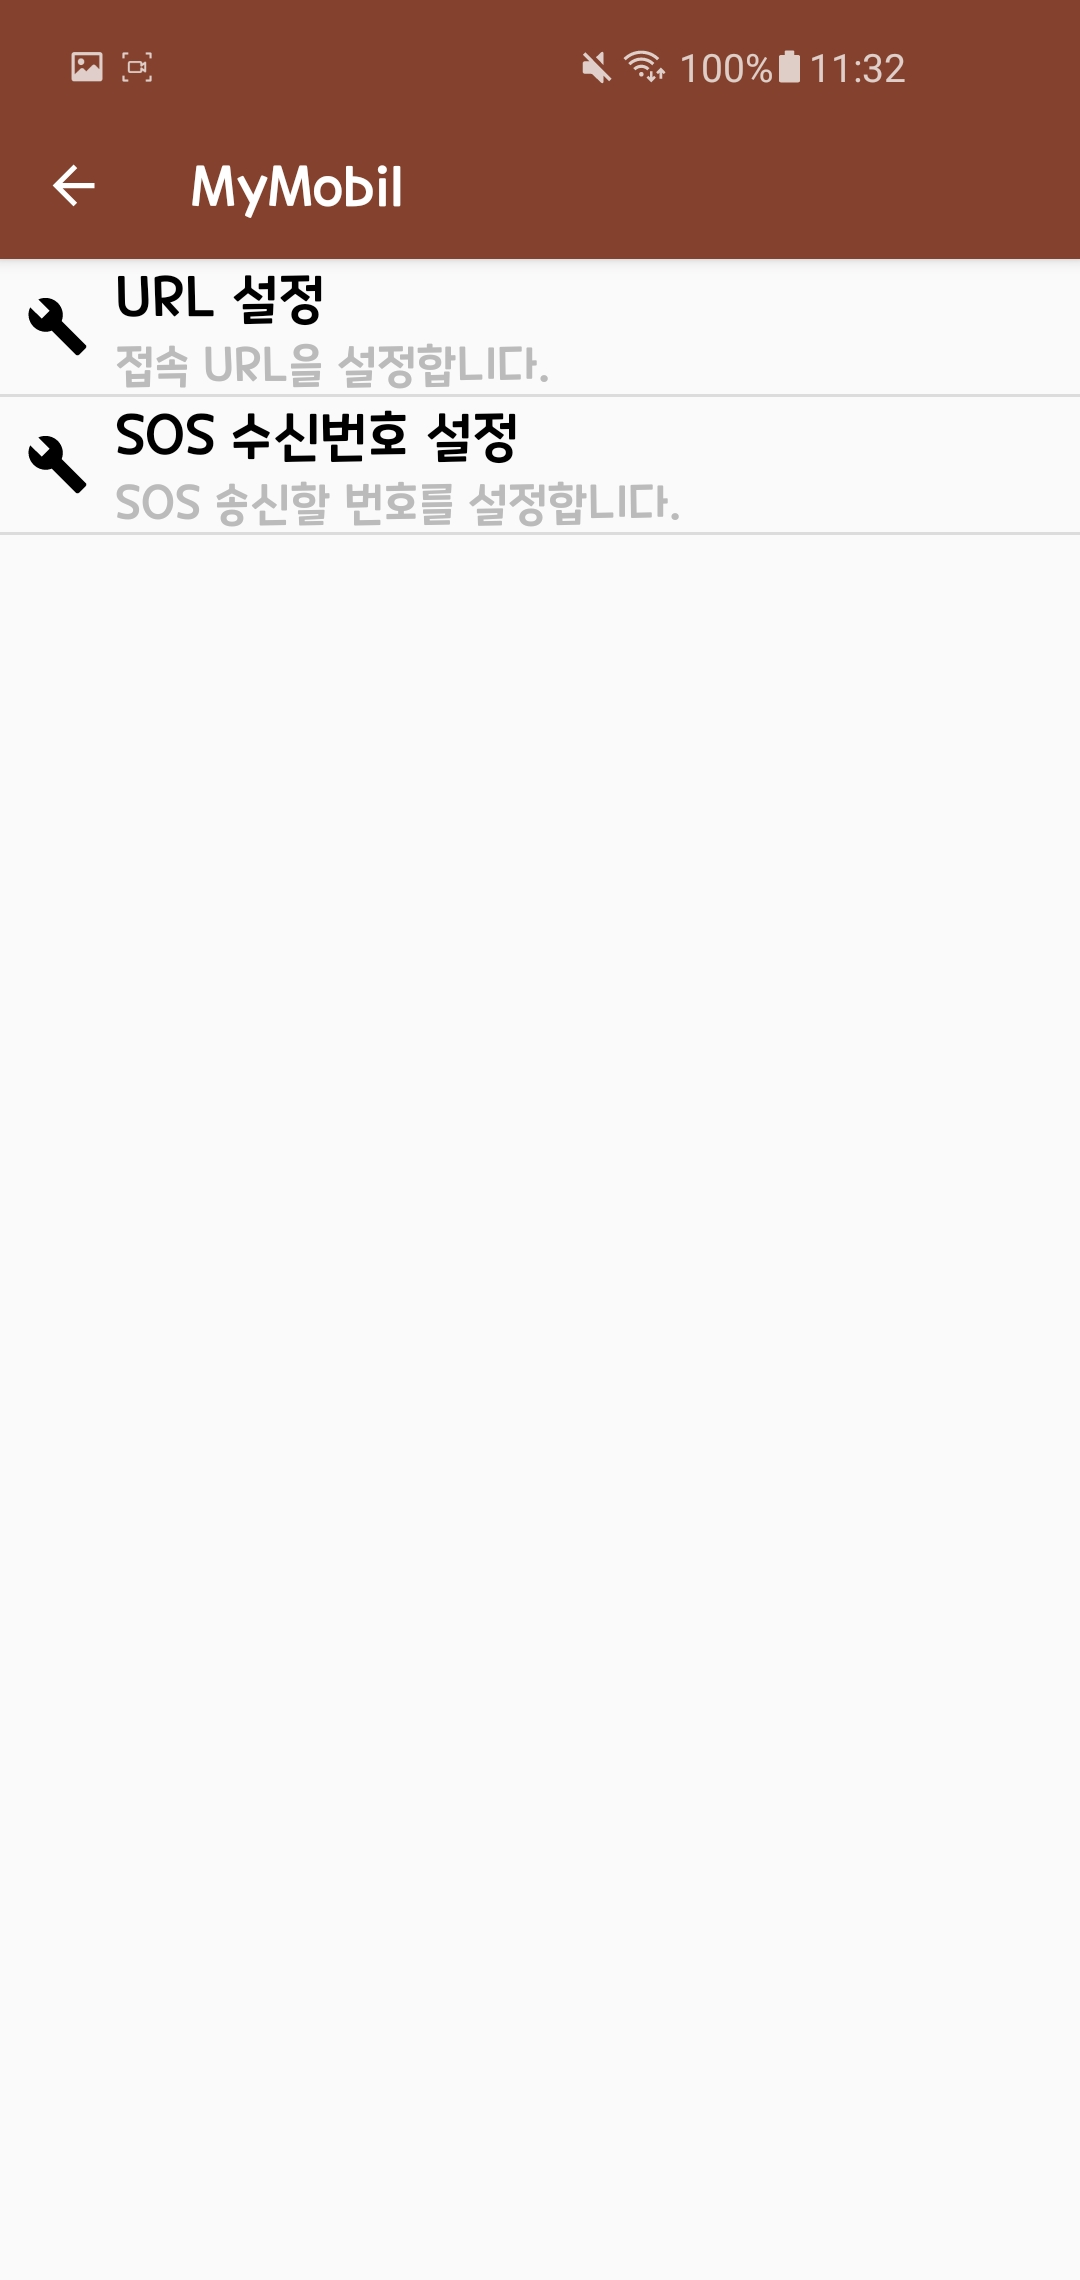 100% 11:32
MyMobil
URL 설정
접속 URL을 설정합니다.
SOS 수신번호 설정
SOS 송신할 번호를 설정합니다.